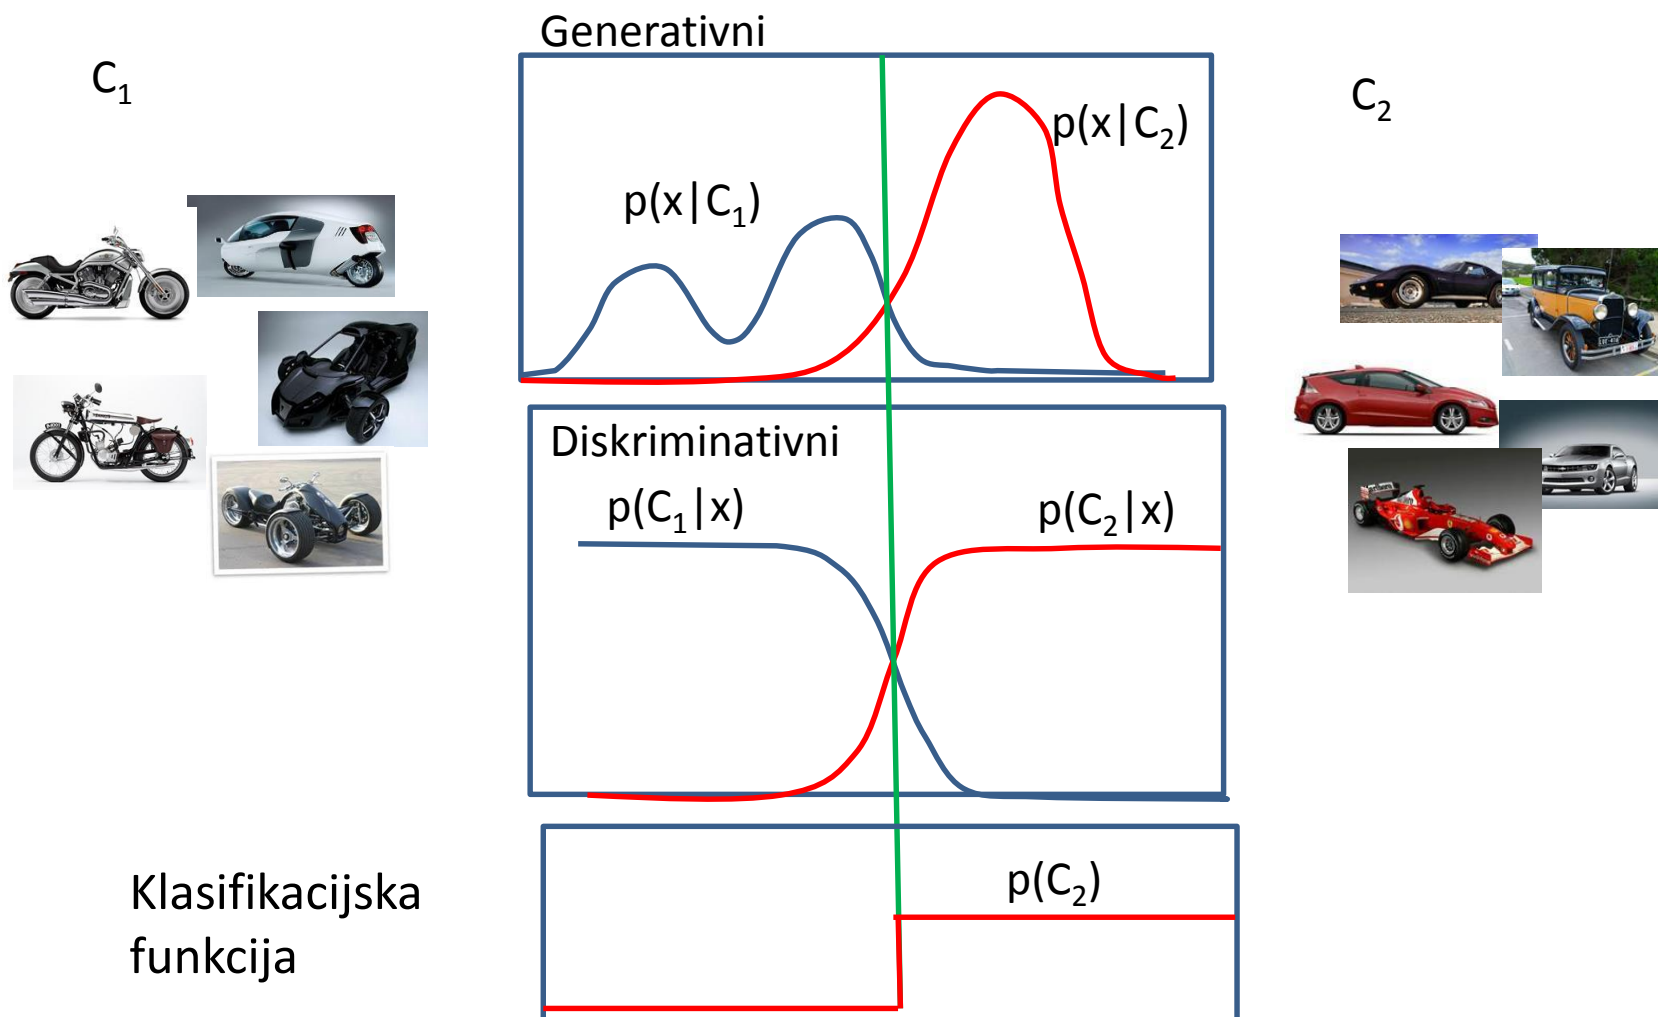 Generativni
C₁
C₂
p(x|C₂)
p(x|C₁)
Diskriminativni
p(C₁|x)
p(C₂|x)
Klasifikacijska
funkcija
p(C₂)